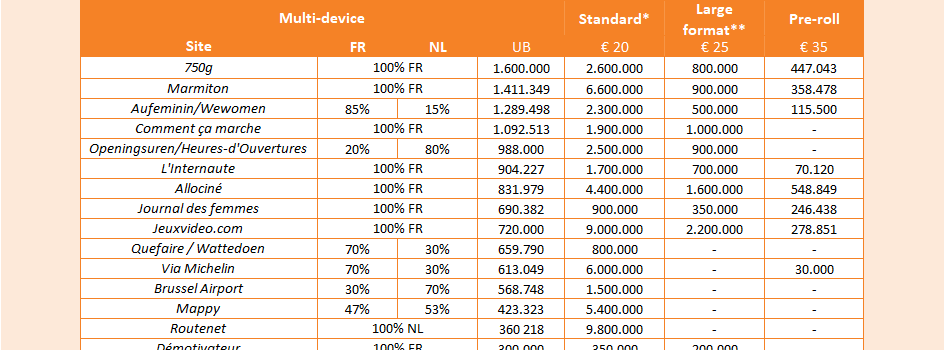 Multi-device Standard* Large format** Pre-roll
Site FR NL UB € 20 € 25 € 35
750g 100% FR 1.600.000 2.600.000 800.000 447.043
Marmiton 100% FR 1.411.349 6.600.000 900.000 358.478
Aufeminin/Wewomen 85% 15% 1.289.498 2.300.000 500.000 115.500
Comment ça marche 100% FR 1.092.513 1.900.000 1.000.000 -
Openingsuren/Heures-d'Ouvertures 20% 80% 988.000 2.500.000 900.000 -
L'Internaute 100% FR 904.227 1.700.000 700.000 70.120
Allociné 100% FR 831.979 4.400.000 1.600.000 548.849
Journal des femmes 100% FR 690.382 900.000 350.000 246.438
Jeuxvideo.com 100% FR 720.000 9.000.000 2.200.000 278.851
Quefaire / Wattedoen 70% 30% 659.790 800.000 - -
Via Michelin 70% 30% 613.049 6.000.000 - 30.000
Brussel Airport 30% 70% 568.748 1.500.000 - -
Mappy 47% 53% 423.323 5.400.000 - -
Routenet 100% NL 360 218 9.800.000 - -
Démotivateur 100% FR 300.000 350.000 200.000